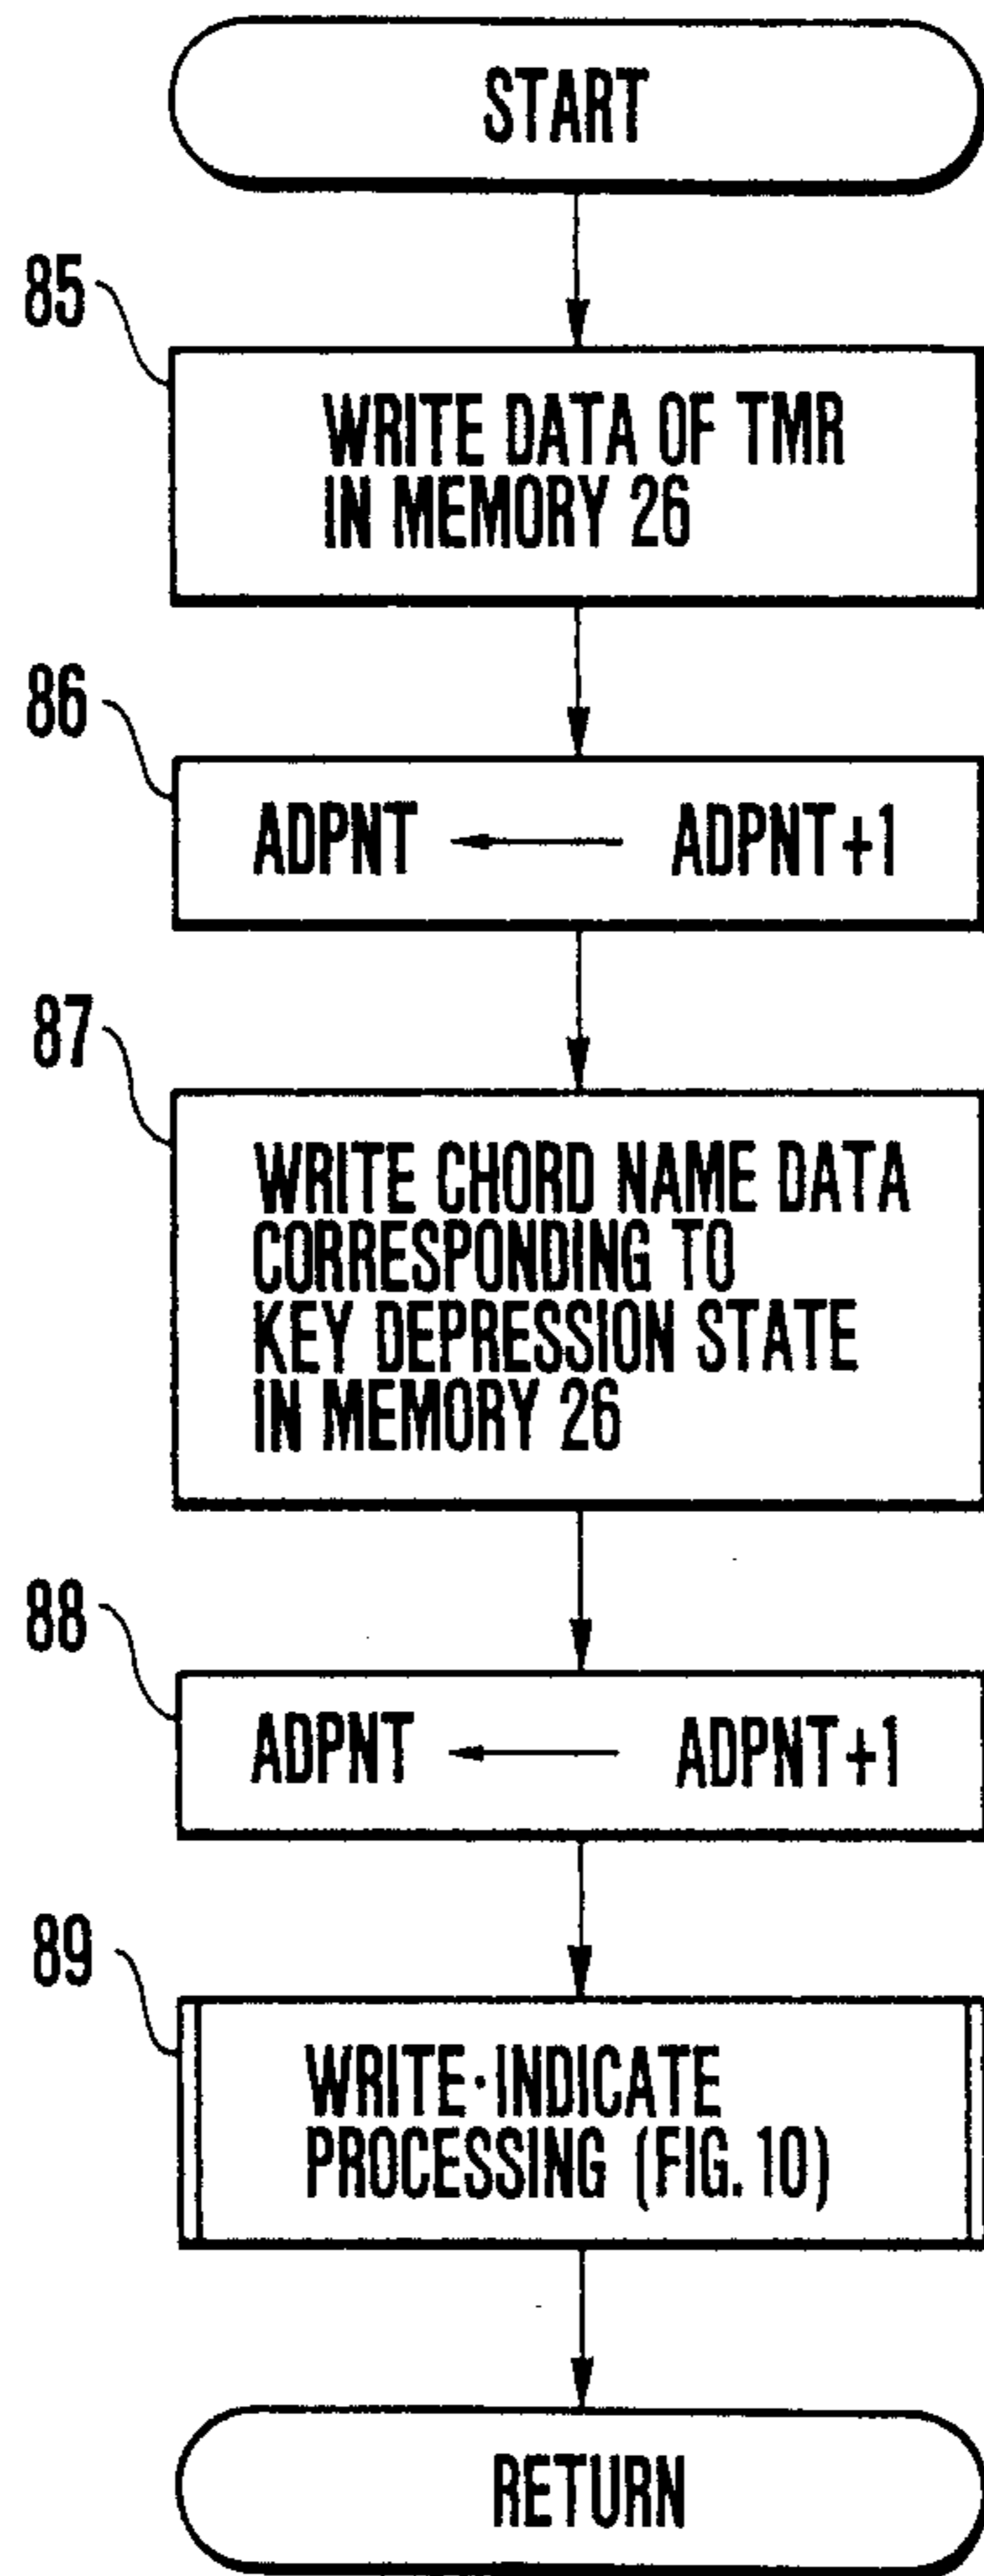 START
85
WRITE DATA OF TMR
IN MEMORY 26
86
ADPNT ← ADPNT+1
87
WRITE CHORD NAME DATA
CORRESPONDING TO
KEY DEPRESSION STATE
IN MEMORY 26
88
ADPNT ← ADPNT+1
89
WRITE·INDICATE
PROCESSING (FIG. 10)
RETURN